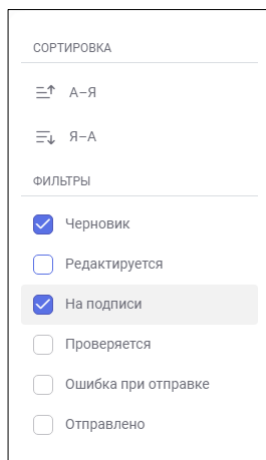 СОРТИРОВКА
А–Я
Я–А
ФИЛЬТРЫ
Черновик
Редактируется
На подписи
Проверяется
Ошибка при отправке
Отправлено